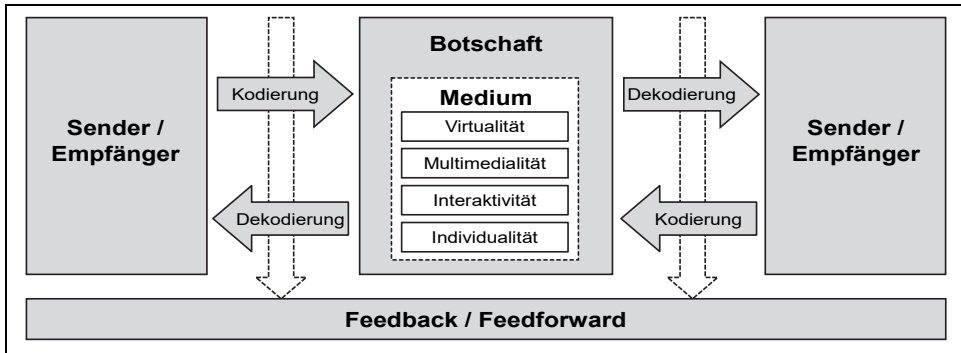 Botschaft
Kodierung
Medium
Dekodierung
Sender /
Empfänger
Virtualität
Multimedialität
Interaktivität
Individualität
Sender /
Empfänger
Dekodierung
Kodierung
Feedback / Feedforward